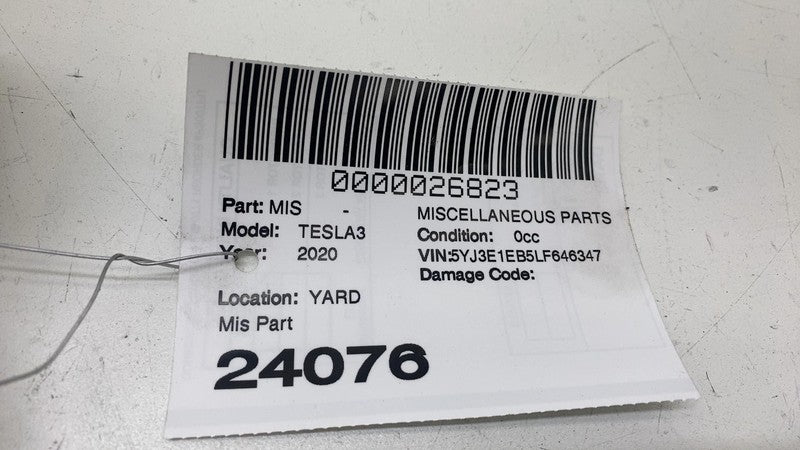 0000026823
Part: MIS - MISCELLANEOUS PARTS
Model: TESLA3 Condition: 0cc
Year: 2020 VIN:5YJ3E1EB5LF646347
Damage Code:
Location: YARD
Mis Part
24076